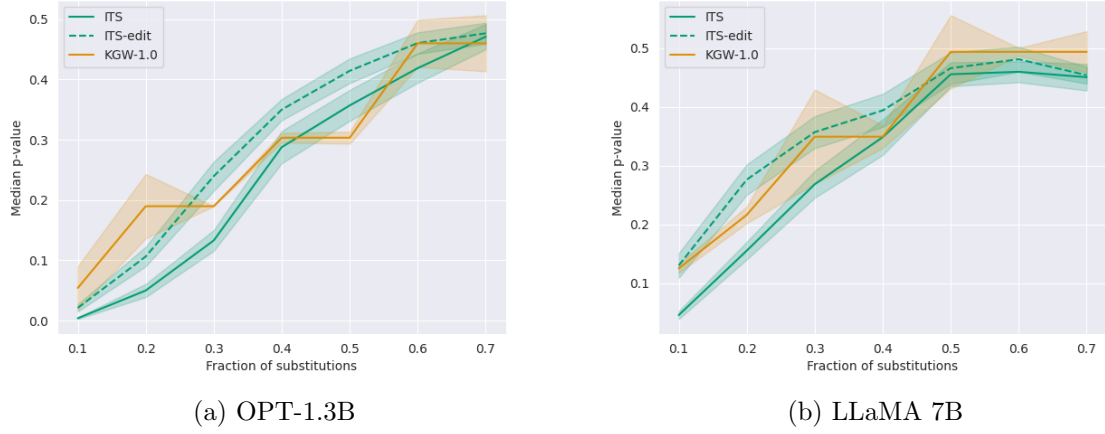 ITS
ITS-edit
KGW-1.0
Median p-value
0.5
0.4
0.3
0.2
0.1
0.0
0.1 0.2 0.3 0.4 0.5 0.6 0.7
Fraction of substitutions
(a) OPT-1.3B
ITS
ITS-edit
KGW-1.0
Median p-value
0.5
0.4
0.3
0.2
0.1
0.1 0.2 0.3 0.4 0.5 0.6 0.7
Fraction of substitutions
(b) LLaMA 7B